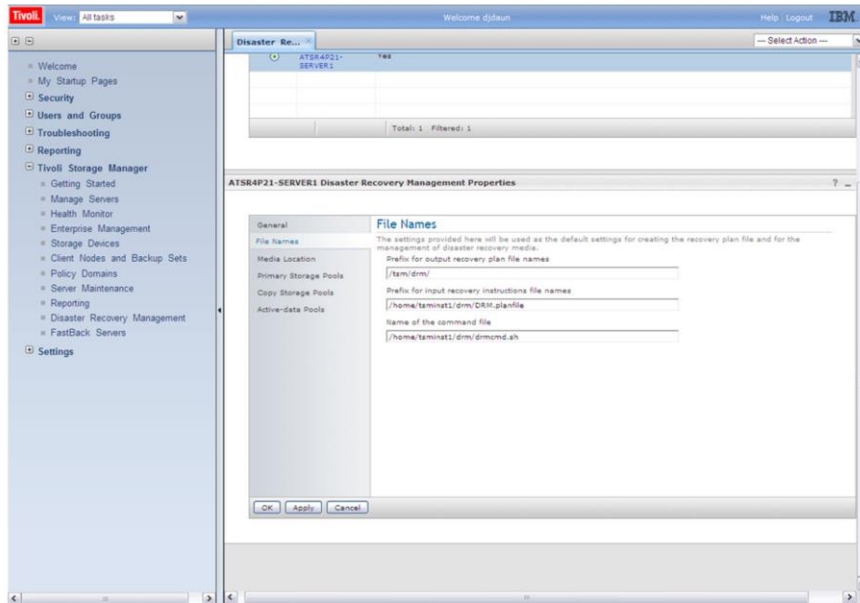 Tivoli. View: All tasks Welcome djdaun Help Logout IBM
Disaster Re... --- Select Action ---
Welcome
My Startup Pages
Security
Users and Groups
Troubleshooting
Reporting
Tivoli Storage Manager
Getting Started
Manage Servers
Health Monitor
Enterprise Management
Storage Devices
Client Nodes and Backup Sets
Policy Domains
Server Maintenance
Reporting
Disaster Recovery Management
FastBack Servers
Settings
ATSR4P21- Yes
SERVER1
Total: 1 Filtered: 1
ATSR4P21-SERVER1 Disaster Recovery Management Properties ?
General
File Names
Media Location
Primary Storage Pools
Copy Storage Pools
Active-data Pools
File Names
The settings provided here will be used as the default settings for creating the recovery plan file and for the
management of disaster recovery media.
Prefix for output recovery plan file names
/tsm/drm/
Prefix for input recovery instructions file names
/home/tsminst1/drm/DRM.planfile
Name of the command file
/home/tsminst1/drm/drmcmd.sh
OK Apply Cancel